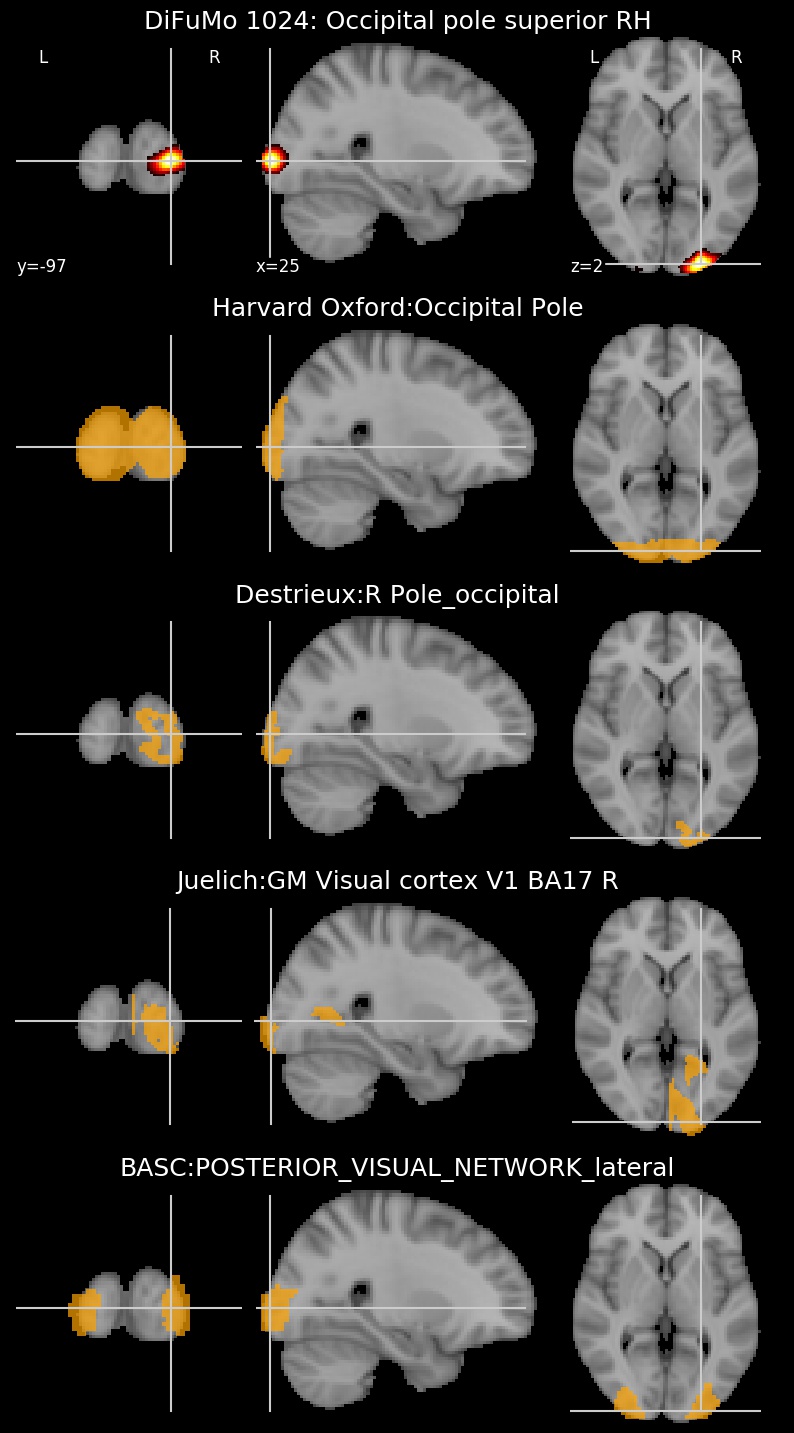 DiFuMo 1024: Occipital pole superior RH
L R L R
y=-97 x=25 z=2
Harvard Oxford:Occipital Pole
Destrieux:R Pole_occipital
Juelich:GM Visual cortex V1 BA17 R
BASC:POSTERIOR_VISUAL_NETWORK_lateral